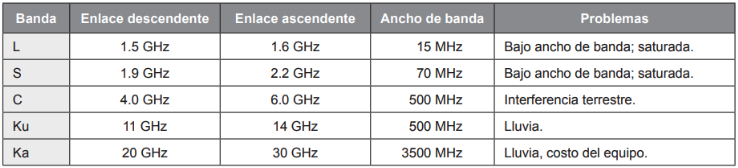 Banda Enlace descendente Enlace ascendente Ancho de banda Problemas
L 1.5 GHz 1.6 GHz 15 MHz Bajo ancho de banda; saturada.
S 1.9 GHz 2.2 GHz 70 MHz Bajo ancho de banda; saturada.
C 4.0 GHz 6.0 GHz 500 MHz Interferencia terrestre.
Ku 11 GHz 14 GHz 500 MHz Lluvia.
Ka 20 GHz 30 GHz 3500 MHz Lluvia, costo del equipo.